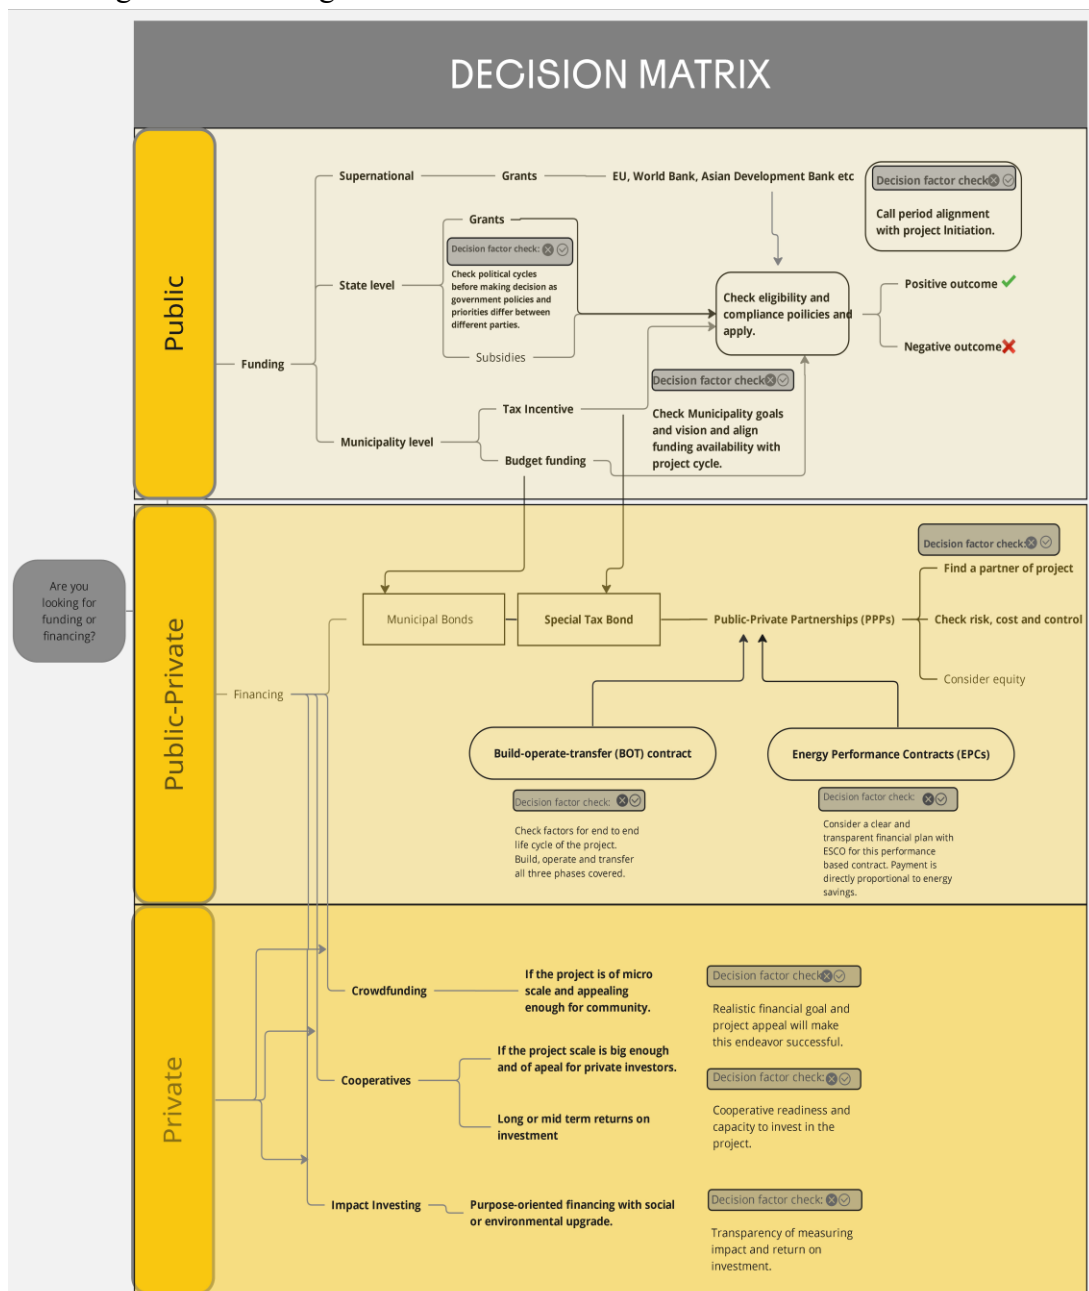 DECISION MATRIX
Public
Funding
Supernational
Grants
EU, World Bank, Asian Development Bank etc
Decision factor check
Call period alignment
with project Initiation.
State level
Grants
Decision factor check:
Check political cycles
before making decision as
government policies and
priorities differ between
different parties.
Subsidies
Check eligibility and
compliance poilicies and
apply.
Positive outcome
Negative outcome
Municipality level
Tax Incentive
Budget funding
Decision factor check
Check Municipality goals
and vision and align
funding availability with
project cycle.
Are you
looking for
funding or
financing?
Public-Private
Financing
Municipal Bonds
Special Tax Bond
Public-Private Partnerships (PPPs)
Decision factor check:
Find a partner of project
Check risk, cost and control
Consider equity
Build-operate-transfer (BOT) contract
Decision factor check:
Check factors for end to end
life cycle of the project.
Build, operate and transfer
all three phases covered.
Energy Performance Contracts (EPCs)
Decision factor check:
Consider a clear and
transparent financial plan with
ESCO for this performance
based contract. Payment is
directly proportional to energy
savings.
Private
Crowdfunding
If the project is of micro
scale and appealing
enough for community.
Decision factor check
Realistic financial goal and
project appeal will make
this endeavor successful.
Cooperatives
If the project scale is big enough
and of apeal for private investors.
Long or mid term returns on
investment
Decision factor check:
Cooperative readiness and
capacity to invest in the
project.
Impact Investing
Purpose-oriented financing with social
or environmental upgrade.
Decision factor check:
Transparency of measuring
impact and return on
investment.